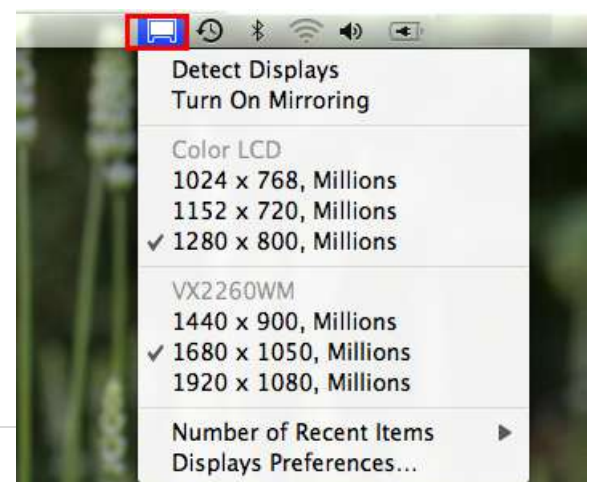 Detect Displays
Turn On Mirroring
Color LCD
1024 x 768, Millions
1152 x 720, Millions
✓ 1280 x 800, Millions
VX2260WM
1440 x 900, Millions
✓ 1680 x 1050, Millions
1920 x 1080, Millions
Number of Recent Items
Displays Preferences...